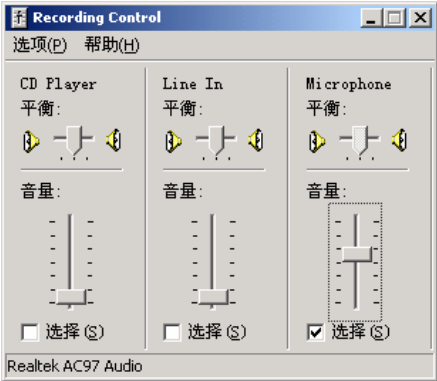 Recording Control
选项(P) 帮助(H)
CD Player Line In Microphone
平衡: 平衡: 平衡:
音量: 音量: 音量:
选择(S) 选择(S) 选择(S)
Realtek AC97 Audio